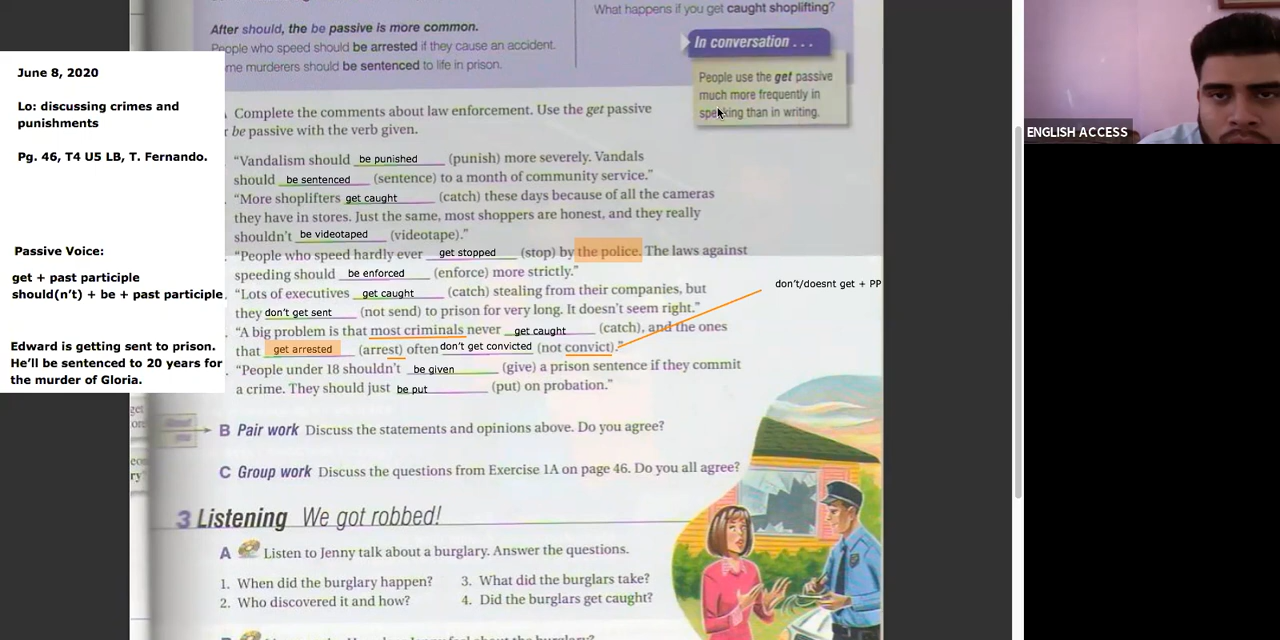 After should, the be passive is more common.
People who speed should be arrested if they cause an accident.
me murderers should be sentenced to life in prison.
What happens if you get caught shoplifting?
In conversation . . .
People use the get passive
much more frequently in
speaking than in writing.
ENGLISH ACCESS
June 8, 2020
Lo: discussing crimes and
punishments
Pg. 46, T4 U5 LB, T. Fernando.
Passive Voice:
get + past participle
should(n't) + be + past participle
Edward is getting sent to prison.
He'll be sentenced to 20 years for
the murder of Gloria.
Complete the comments about law enforcement. Use the get passive
r be passive with the verb given.
"Vandalism should be punished (punish) more severely. Vandals
should be sentenced (sentence) to a month of community service."
"More shoplifters get caught (catch) these days because of all the cameras
they have in stores. Just the same, most shoppers are honest, and they really
shouldn't be videotaped (videotape)."
"People who speed hardly ever get stopped (stop) by the police. The laws against
speeding should be enforced (enforce) more strictly."
"Lots of executives get caught (catch) stealing from their companies, but
they don't get sent (not send) to prison for very long. It doesn't seem right."
"A big problem is that most criminals never get caught (catch), and the ones
that get arrested (arrest) often don't get convicted (not convict)."
"People under 18 shouldn't be given (give) a prison sentence if they commit
a crime. They should just be put (put) on probation."
don't/doesnt get + PP
B Pair work Discuss the statements and opinions above. Do you agree?
C Group work Discuss the questions from Exercise 1A on page 46. Do you all agree?
3 Listening We got robbed!
A Listen to Jenny talk about a burglary. Answer the questions.
1. When did the burglary happen?
2. Who discovered it and how?
3. What did the burglars take?
4. Did the burglars get caught?